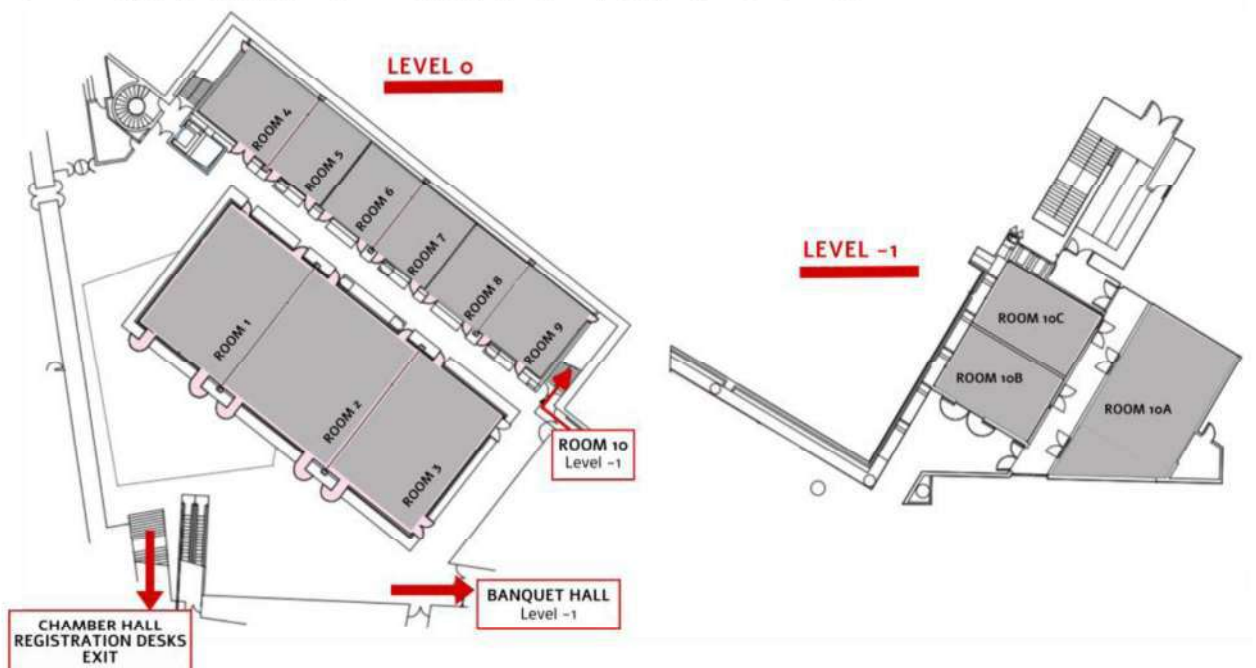 LEVEL 0
ROOM 4
ROOM 5
ROOM 6
ROOM 7
ROOM 8
ROOM 9
ROOM 1
ROOM 2
ROOM 3
ROOM 10
Level -1
BANQUET HALL
Level -1
CHAMBER HALL
REGISTRATION DESKS
EXIT
LEVEL -1
ROOM 10C
ROOM 10B
ROOM 10A